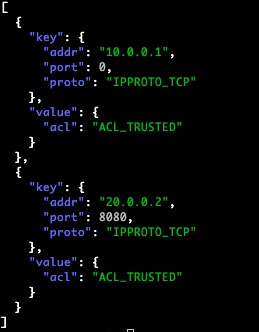 [
  {
    "key": {
      "addr": "10.0.0.1",
      "port": 0,
      "proto": "IPPROTO_TCP"
    },
    "value": {
      "acl": "ACL_TRUSTED"
    }
  },
  {
    "key": {
      "addr": "20.0.0.2",
      "port": 8080,
      "proto": "IPPROTO_TCP"
    },
    "value": {
      "acl": "ACL_TRUSTED"
    }
  }
]